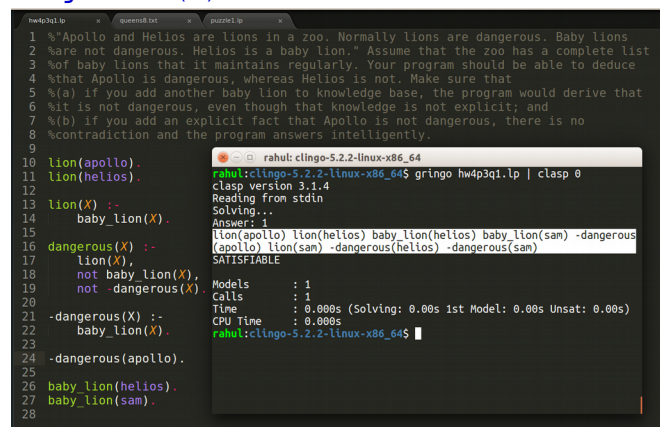 hw4p3q1.lp × queens8.txt × puzzle1.lp ×
1 %"Apollo and Helios are lions in a zoo. Normally lions are dangerous. Baby lions
2 %are not dangerous. Helios is a baby lion." Assume that the zoo has a complete list
3 %of baby lions that it maintains regularly. Your program should be able to deduce
4 %that Apollo is dangerous, whereas Helios is not. Make sure that
5 %(a) if you add another baby lion to knowledge base, the program would derive that
6 %it is not dangerous, even though that knowledge is not explicit; and
7 %(b) if you add an explicit fact that Apollo is not dangerous, there is no
8 %contradiction and the program answers intelligently.
9
10 lion(apollo).
11 lion(helios).
12
13 lion(X) :-
14 baby_lion(X).
15
16 dangerous(X) :-
17 lion(X),
18 not baby_lion(X),
19 not -dangerous(X).
20
21 -dangerous(X) :-
22 baby_lion(X).
23
24 -dangerous(apollo).
25
26 baby_lion(helios).
27 baby_lion(sam).
28
rahul: clingo-5.2.2-linux-x86_64
rahul:clingo-5.2.2-linux-x86_64$ gringo hw4p3q1.lp | clasp 0
clasp version 3.1.4
Reading from stdin
Solving...
Answer: 1
lion(apollo) lion(helios) baby_lion(helios) baby_lion(sam) -dangerous
(apollo) lion(sam) -dangerous(helios) -dangerous(sam)
SATISFIABLE
Models : 1
Calls : 1
Time : 0.000s (Solving: 0.00s 1st Model: 0.00s Unsat: 0.00s)
CPU Time : 0.000s
rahul:clingo-5.2.2-linux-x86_64$